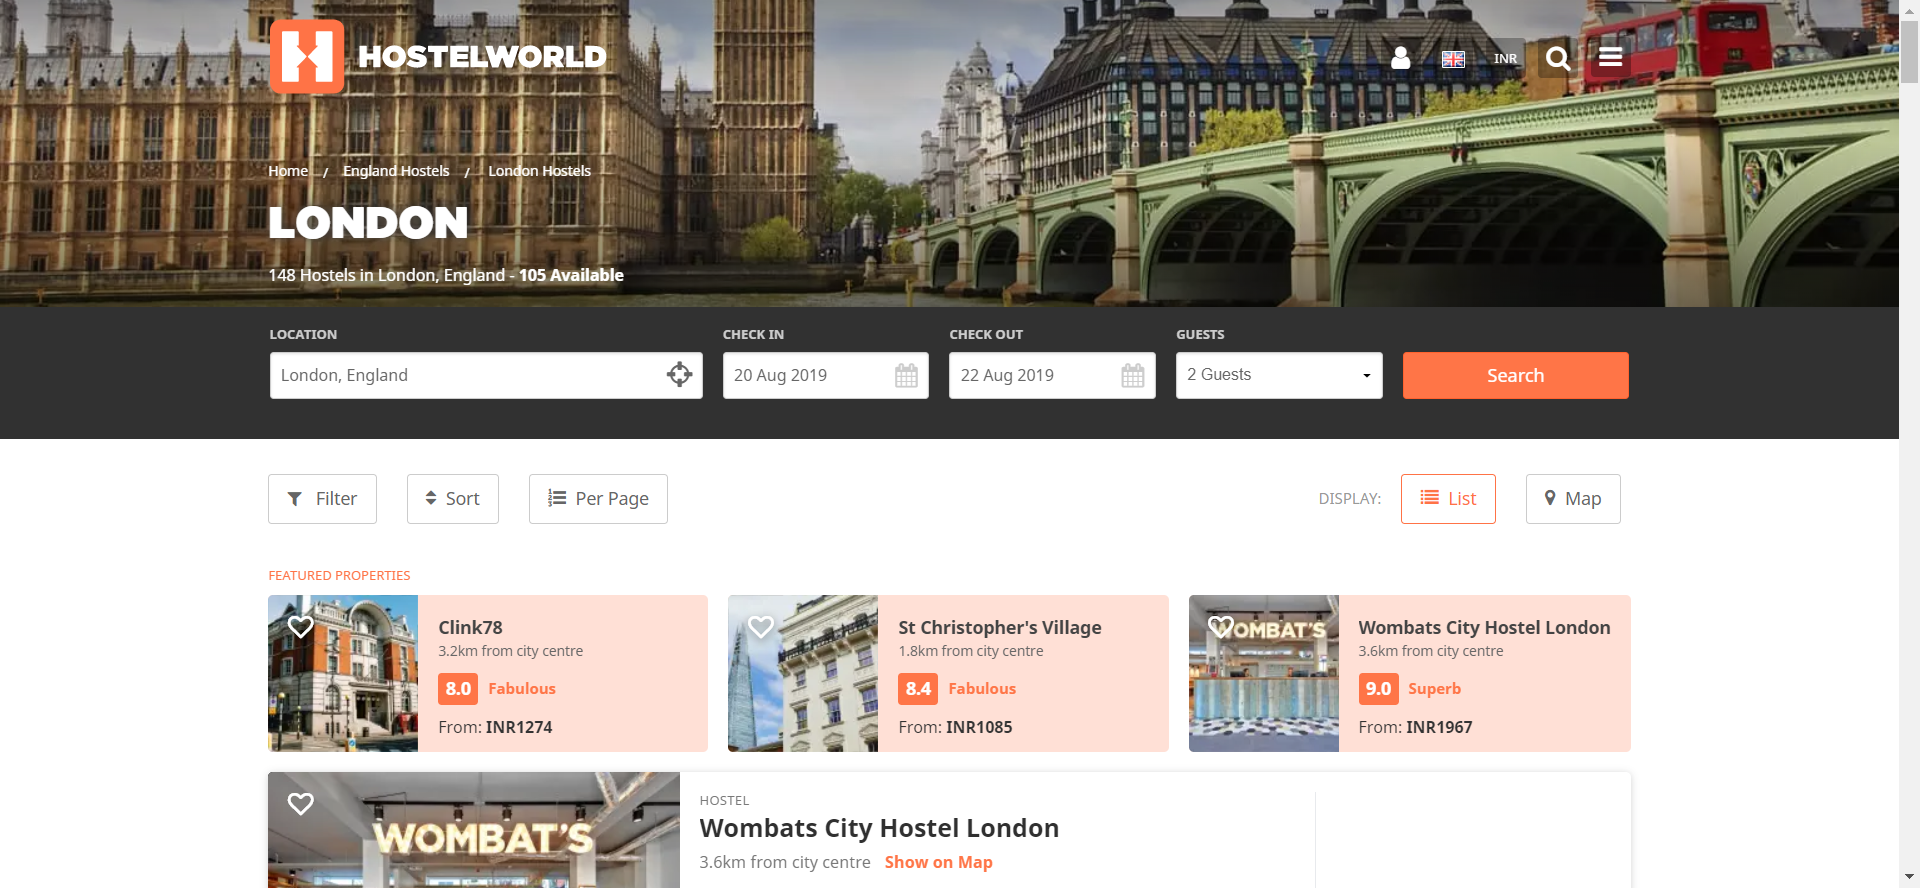 HOSTELWORLD
INR
Home / England Hostels / London Hostels
LONDON
148 Hostels in London, England - 105 Available
LOCATION
CHECK IN
CHECK OUT
GUESTS
London, England
20 Aug 2019
22 Aug 2019
2 Guests
Search
Filter
Sort
Per Page
DISPLAY:
List
Map
FEATURED PROPERTIES
Clink78
3.2km from city centre
8.0 Fabulous
From: INR1274
St Christopher's Village
1.8km from city centre
8.4 Fabulous
From: INR1085
WOMBAT'S
Wombats City Hostel London
3.6km from city centre
9.0 Superb
From: INR1967
WOMBAT'S
HOSTEL
Wombats City Hostel London
3.6km from city centre Show on Map